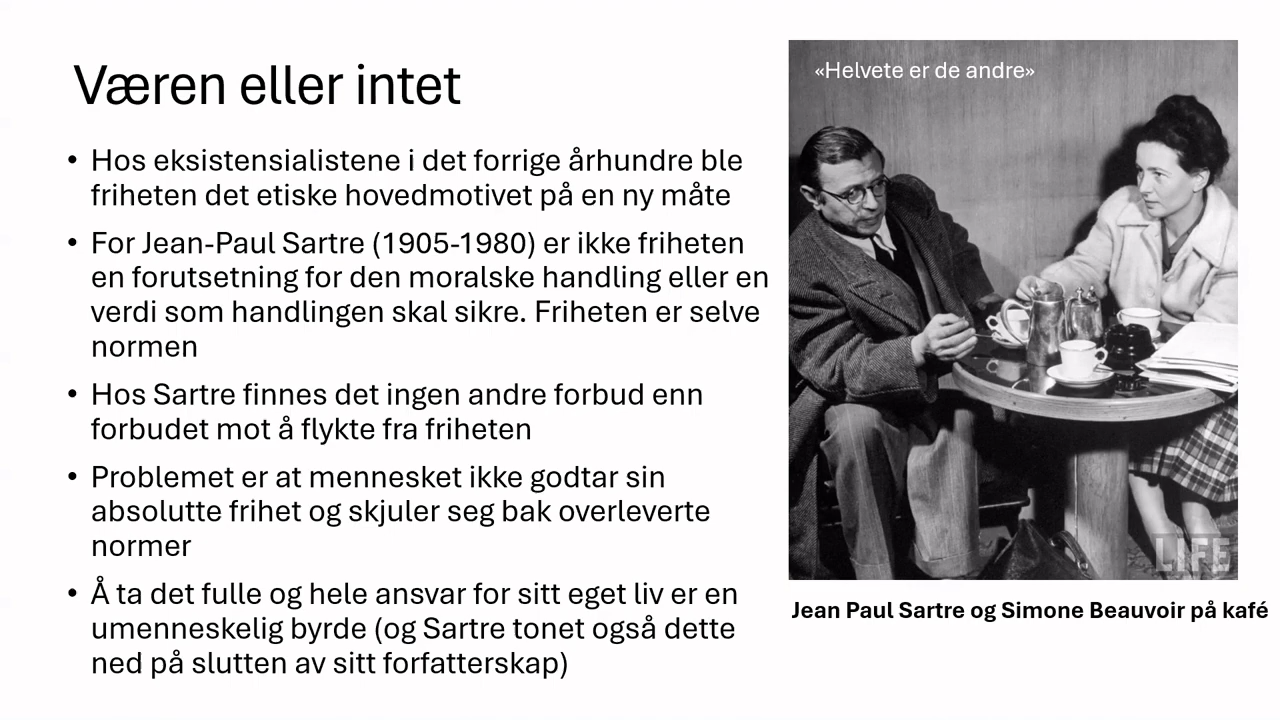 Væren eller intet
• Hos eksistensialistene i det forrige århundre ble
friheten det etiske hovedmotivet på en ny måte
• For Jean-Paul Sartre (1905-1980) er ikke friheten
en forutsetning for den moralske handling eller en
verdi som handlingen skal sikre. Friheten er selve
normen
• Hos Sartre finnes det ingen andre forbud enn
forbudet mot å flykte fra friheten
• Problemet er at mennesket ikke godtar sin
absolutte frihet og skjuler seg bak overleverte
normer
• Å ta det fulle og hele ansvar for sitt eget liv er en
umenneskelig byrde (og Sartre tonet også dette
ned på slutten av sitt forfatterskap)
«Helvete er de andre»
LIFE
Jean Paul Sartre og Simone Beauvoir på kafé